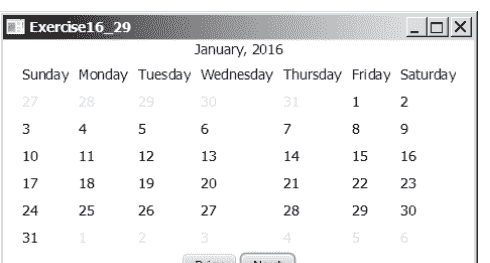 Exercise16_29
January, 2016
Sunday Monday Tuesday Wednesday Thursday Friday Saturday
27 28 29 30 31 1 2
3 4 5 6 7 8 9
10 11 12 13 14 15 16
17 18 19 20 21 22 23
24 25 26 27 28 29 30
31 1 2 3 4 5 6